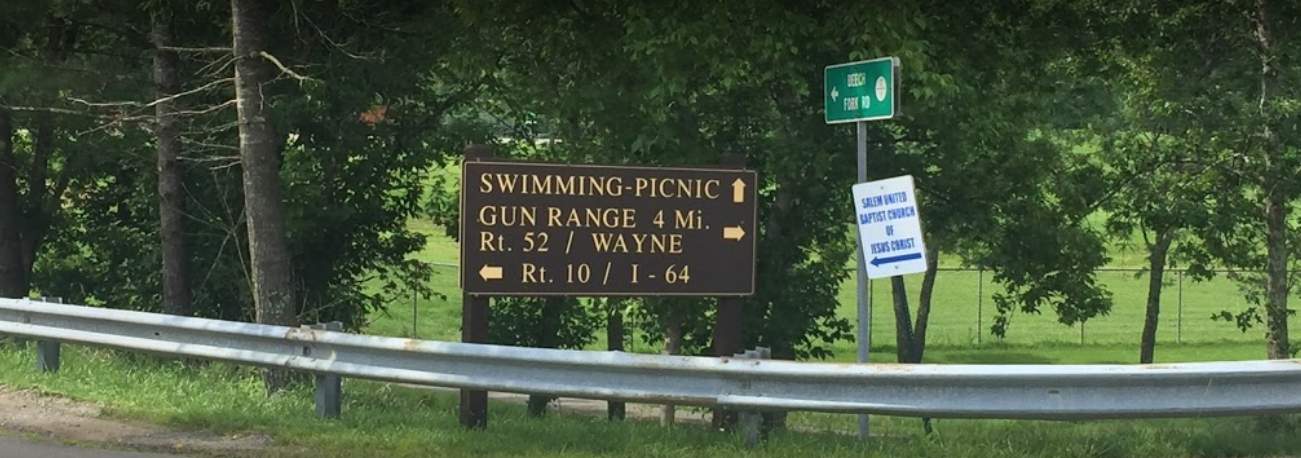 SWIMMING-PICNIC
GUN RANGE 4 Mi.
Rt. 52 / WAYNE
Rt. 10 / I - 64
BEECH
FORK RD
SALEM UNITED
BAPTIST CHURCH
OF
JESUS CHRIST